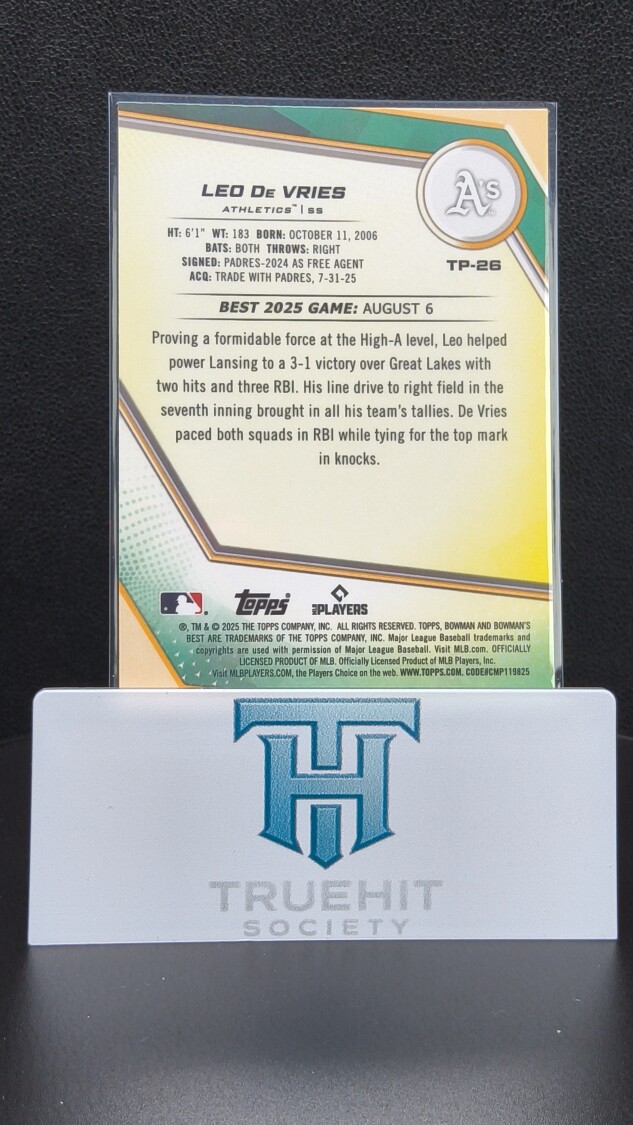 LEO DE VRIES
ATHLETICS™ | SS
A's
TP-26
HT: 6'1" WT: 183 BORN: OCTOBER 11, 2006
BATS: BOTH THROWS: RIGHT
SIGNED: PADRES-2024 AS FREE AGENT
ACQ: TRADE WITH PADRES, 7-31-25
BEST 2025 GAME: AUGUST 6
Proving a formidable force at the High-A level, Leo helped
power Lansing to a 3-1 victory over Great Lakes with
two hits and three RBI. His line drive to right field in the
seventh inning brought in all his team's tallies. De Vries
paced both squads in RBI while tying for the top mark
in knocks.
Topps
MLB PLAYERS
®, TM & © 2025 THE TOPPS COMPANY, INC. ALL RIGHTS RESERVED. TOPPS, BOWMAN AND BOWMAN'S
BEST ARE TRADEMARKS OF THE TOPPS COMPANY, INC. Major League Baseball trademarks and
copyrights are used with permission of Major League Baseball. Visit MLB.com. OFFICIALLY
LICENSED PRODUCT OF MLB. Officially Licensed Product of MLB Players, Inc.
Visit MLBPLAYERS.COM, the Players Choice on the web. WWW.TOPPS.COM. CODE#CMP119825
TH
TRUEHIT
SOCIETY